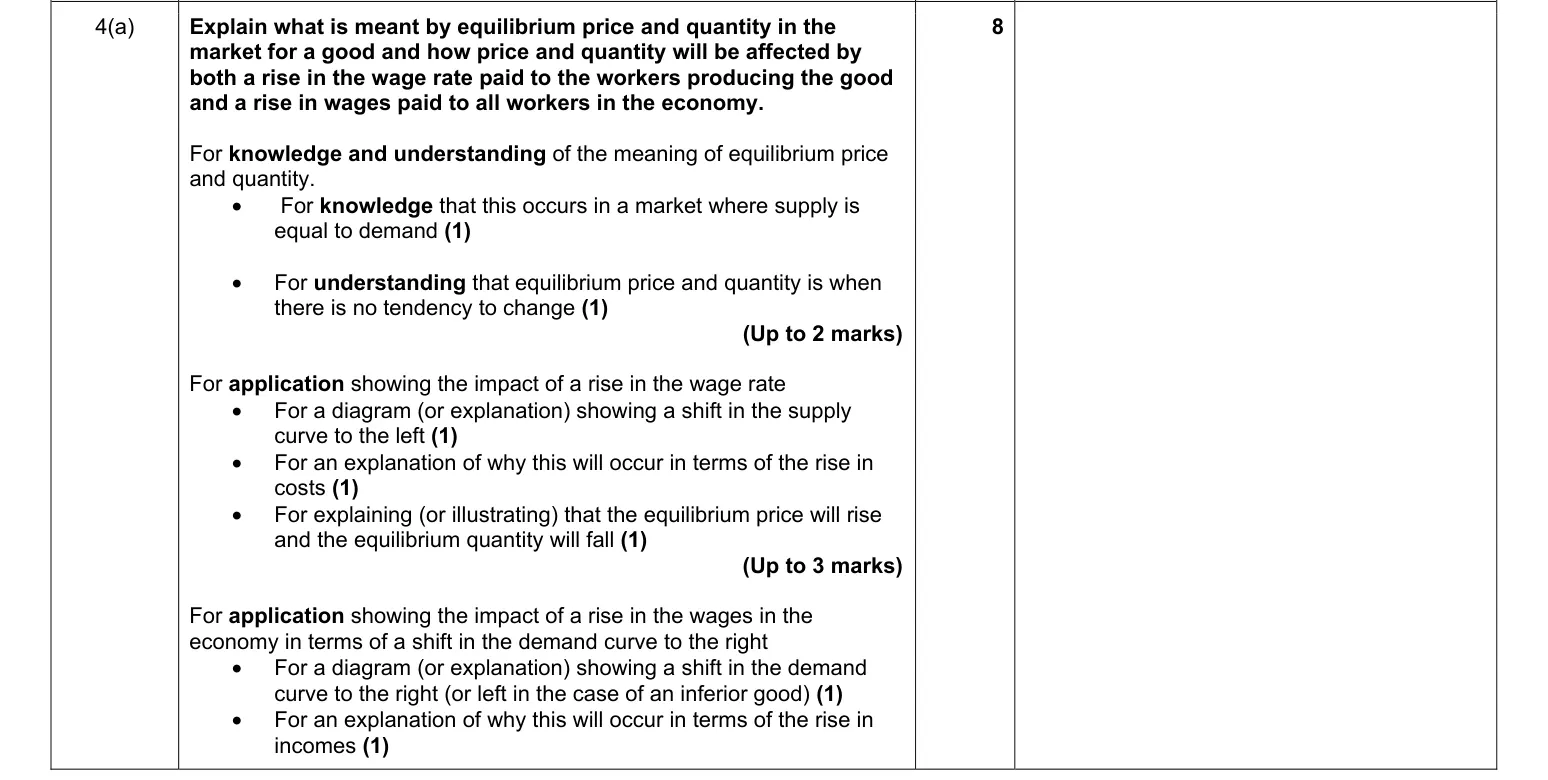 4(a)
Explain what is meant by equilibrium price and quantity in the
market for a good and how price and quantity will be affected by
both a rise in the wage rate paid to the workers producing the good
and a rise in wages paid to all workers in the economy.
8
For knowledge and understanding of the meaning of equilibrium price
and quantity.
• For knowledge that this occurs in a market where supply is
equal to demand (1)
• For understanding that equilibrium price and quantity is when
there is no tendency to change (1)
(Up to 2 marks)
For application showing the impact of a rise in the wage rate
• For a diagram (or explanation) showing a shift in the supply
curve to the left (1)
• For an explanation of why this will occur in terms of the rise in
costs (1)
• For explaining (or illustrating) that the equilibrium price will rise
and the equilibrium quantity will fall (1)
(Up to 3 marks)
For application showing the impact of a rise in the wages in the
economy in terms of a shift in the demand curve to the right
• For a diagram (or explanation) showing a shift in the demand
curve to the right (or left in the case of an inferior good) (1)
• For an explanation of why this will occur in terms of the rise in
incomes (1)